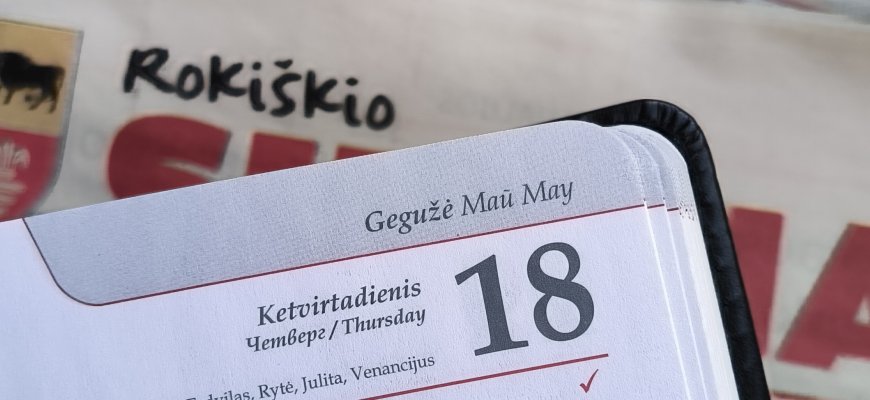 Rokiškio
Gegužė Май May
Ketvirtadienis 18
Четверг / Thursday
Rytė, Julita, Venancijus